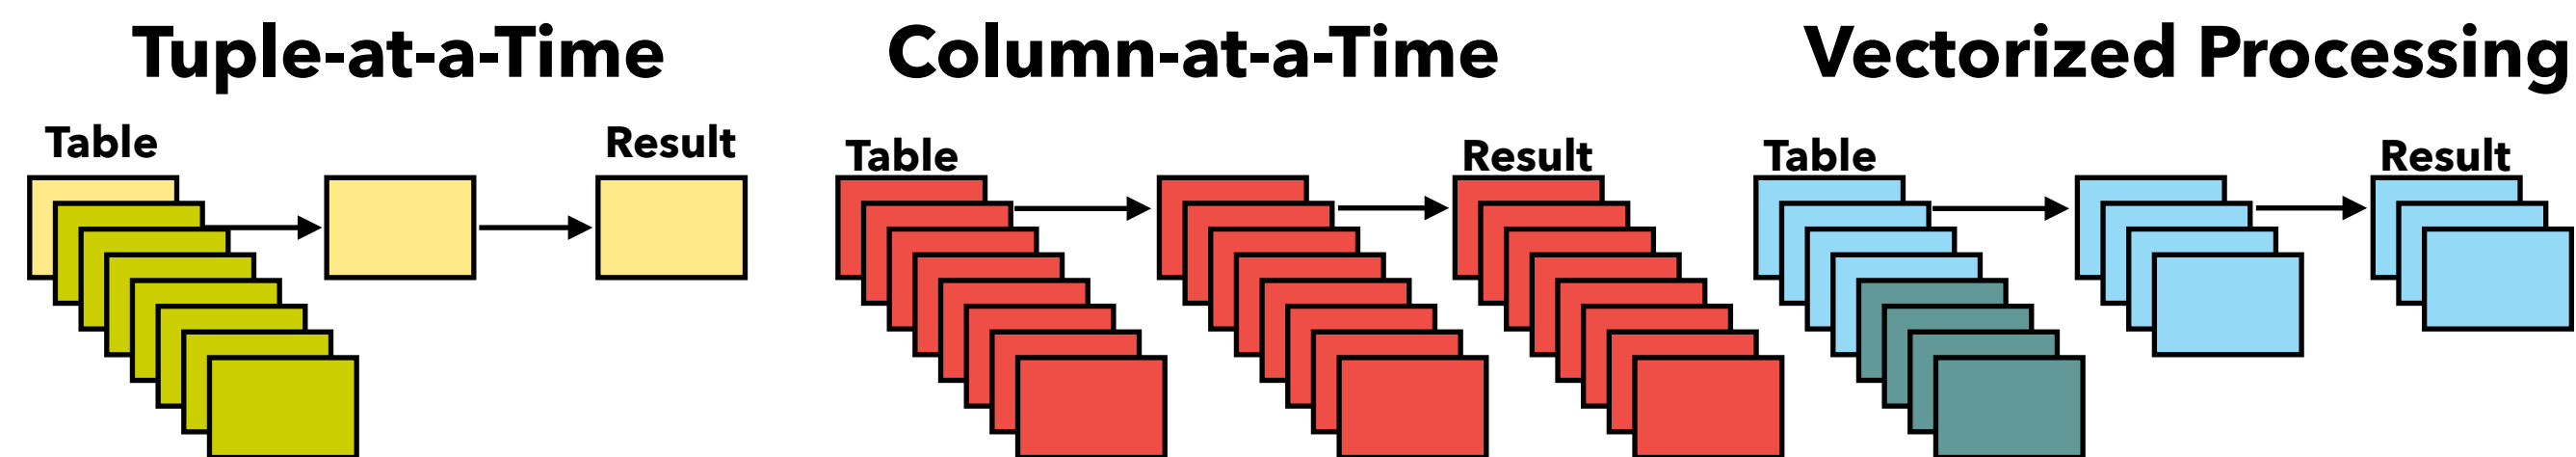 Tuple-at-a-Time
Table
Result
Column-at-a-Time
Table
Result
Vectorized Processing
Table
Result